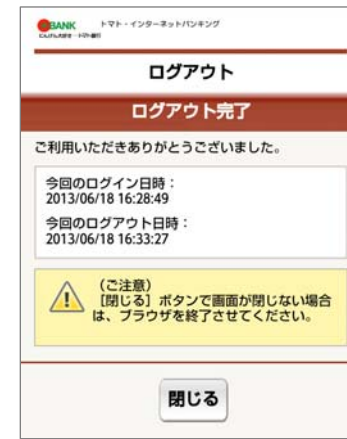 BANK トマト・インターネットバンキング
ログアウト
ログアウト完了
ご利用いただきありがとうございました。
今回のログイン日時：
2013/06/18 16:28:49
今回のログアウト日時：
2013/06/18 16:33:27
（ご注意）
［閉じる］ボタンで画面が閉じない場合
は、ブラウザを終了させてください。
閉じる